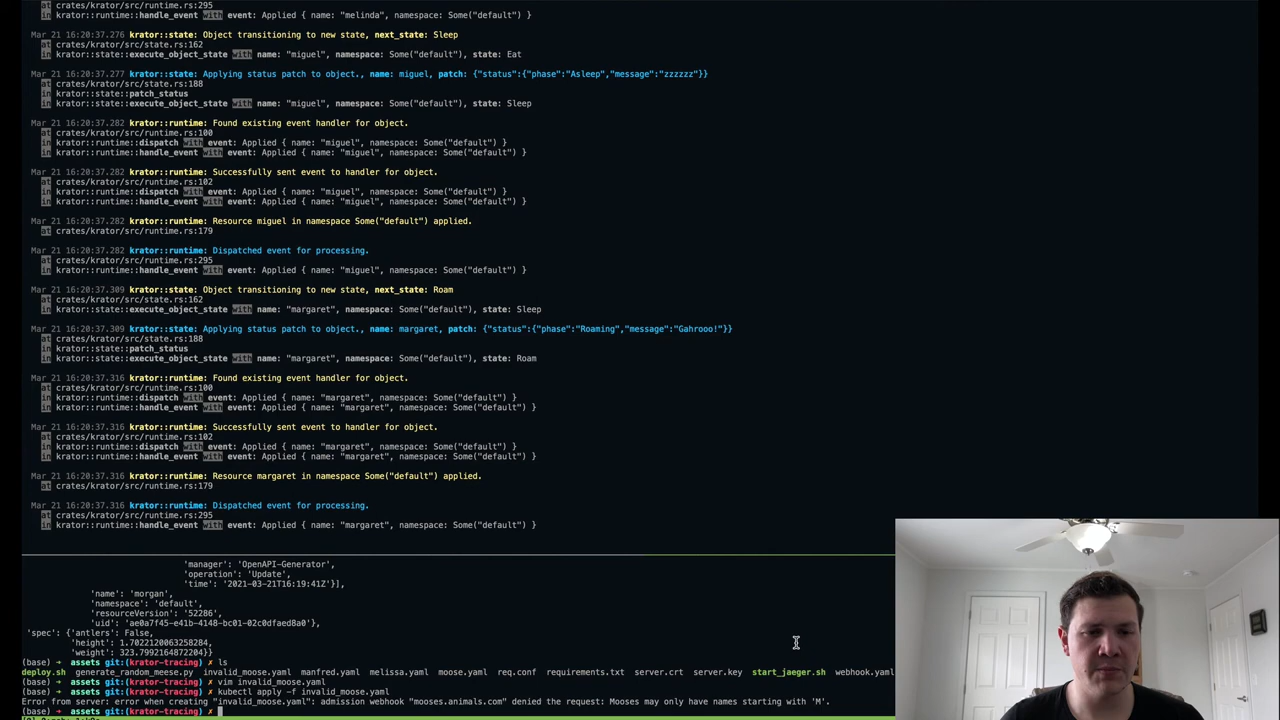 crates/krator/src/runtime.rs:295
in krator::runtime::handle_event with event: Applied { name: "melinda", namespace: Some("default") }
Mar 21 16:20:37.276 krator::state: Object transitioning to new state, next_state: Sleep
at crates/krator/src/state.rs:162
in krator::state::execute_object_state with name: "miguel", namespace: Some("default"), state: Eat
Mar 21 16:20:37.277 krator::state: Applying status patch to object., name: miguel, patch: {"status":{"phase":"Asleep","message":"zzzzzz"}}
at crates/krator/src/state.rs:188
in krator::state::patch_status
in krator::state::execute_object_state with name: "miguel", namespace: Some("default"), state: Sleep
Mar 21 16:20:37.282 krator::runtime: Found existing event handler for object.
at crates/krator/src/runtime.rs:100
in krator::runtime::dispatch with event: Applied { name: "miguel", namespace: Some("default") }
in krator::runtime::handle_event with event: Applied { name: "miguel", namespace: Some("default") }
Mar 21 16:20:37.282 krator::runtime: Successfully sent event to handler for object.
at crates/krator/src/runtime.rs:102
in krator::runtime::dispatch with event: Applied { name: "miguel", namespace: Some("default") }
in krator::runtime::handle_event with event: Applied { name: "miguel", namespace: Some("default") }
Mar 21 16:20:37.282 krator::runtime: Resource miguel in namespace Some("default") applied.
at crates/krator/src/runtime.rs:179
Mar 21 16:20:37.282 krator::runtime: Dispatched event for processing.
at crates/krator/src/runtime.rs:295
in krator::runtime::handle_event with event: Applied { name: "miguel", namespace: Some("default") }
Mar 21 16:20:37.309 krator::state: Object transitioning to new state, next_state: Roam
at crates/krator/src/state.rs:162
in krator::state::execute_object_state with name: "margaret", namespace: Some("default"), state: Sleep
Mar 21 16:20:37.309 krator::state: Applying status patch to object., name: margaret, patch: {"status":{"phase":"Roaming","message":"Gahrooo!"}}
at crates/krator/src/state.rs:188
in krator::state::patch_status
in krator::state::execute_object_state with name: "margaret", namespace: Some("default"), state: Roam
Mar 21 16:20:37.316 krator::runtime: Found existing event handler for object.
at crates/krator/src/runtime.rs:100
in krator::runtime::dispatch with event: Applied { name: "margaret", namespace: Some("default") }
in krator::runtime::handle_event with event: Applied { name: "margaret", namespace: Some("default") }
Mar 21 16:20:37.316 krator::runtime: Successfully sent event to handler for object.
at crates/krator/src/runtime.rs:102
in krator::runtime::dispatch with event: Applied { name: "margaret", namespace: Some("default") }
in krator::runtime::handle_event with event: Applied { name: "margaret", namespace: Some("default") }
Mar 21 16:20:37.316 krator::runtime: Resource margaret in namespace Some("default") applied.
at crates/krator/src/runtime.rs:179
Mar 21 16:20:37.316 krator::runtime: Dispatched event for processing.
at crates/krator/src/runtime.rs:295
in krator::runtime::handle_event with event: Applied { name: "margaret", namespace: Some("default") }
'manager': 'OpenAPI-Generator',
'operation': 'Update',
'time': '2021-03-21T16:19:41Z'}],
'name': 'morgan',
'namespace': 'default',
'resourceVersion': '52286',
'uid': 'ae0a7f45-e41b-4148-bc01-02c0dfaed8a0'},
'spec': {'antlers': False,
'height': 1.7022120063258284,
'weight': 323.7992164872204}}
(base) → assets git:(krator-tracing) ✗ ls
deploy.sh generate_random_meese.py invalid_moose.yaml manfred.yaml melissa.yaml moose.yaml req.conf requirements.txt server.crt server.key start_jaeger.sh webhook.yaml
(base) → assets git:(krator-tracing) ✗ vim invalid_moose.yaml
(base) → assets git:(krator-tracing) ✗ kubectl apply -f invalid_moose.yaml
Error from server: error when creating "invalid_moose.yaml": admission webhook "mooses.animals.com" denied the request: Mooses may only have names starting with 'M'.
(base) → assets git:(krator-tracing) ✗